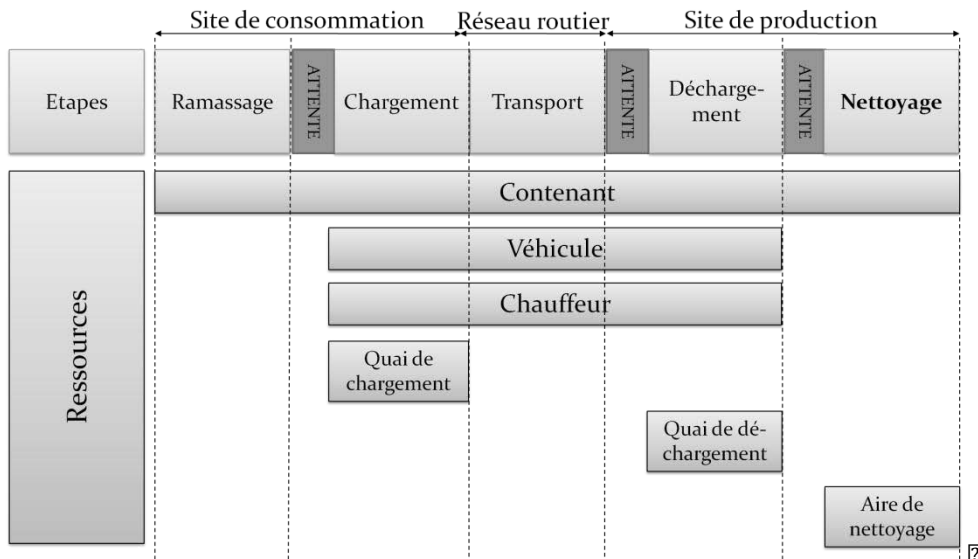 Site de consommation Réseau routier Site de production
Etapes
Ramassage
ATTENTE
Chargement
Transport
ATTENTE
Décharge-
ment
ATTENTE
Nettoyage
Ressources
Contenant
Véhicule
Chauffeur
Quai de
chargement
Quai de dé-
chargement
Aire de
nettoyage